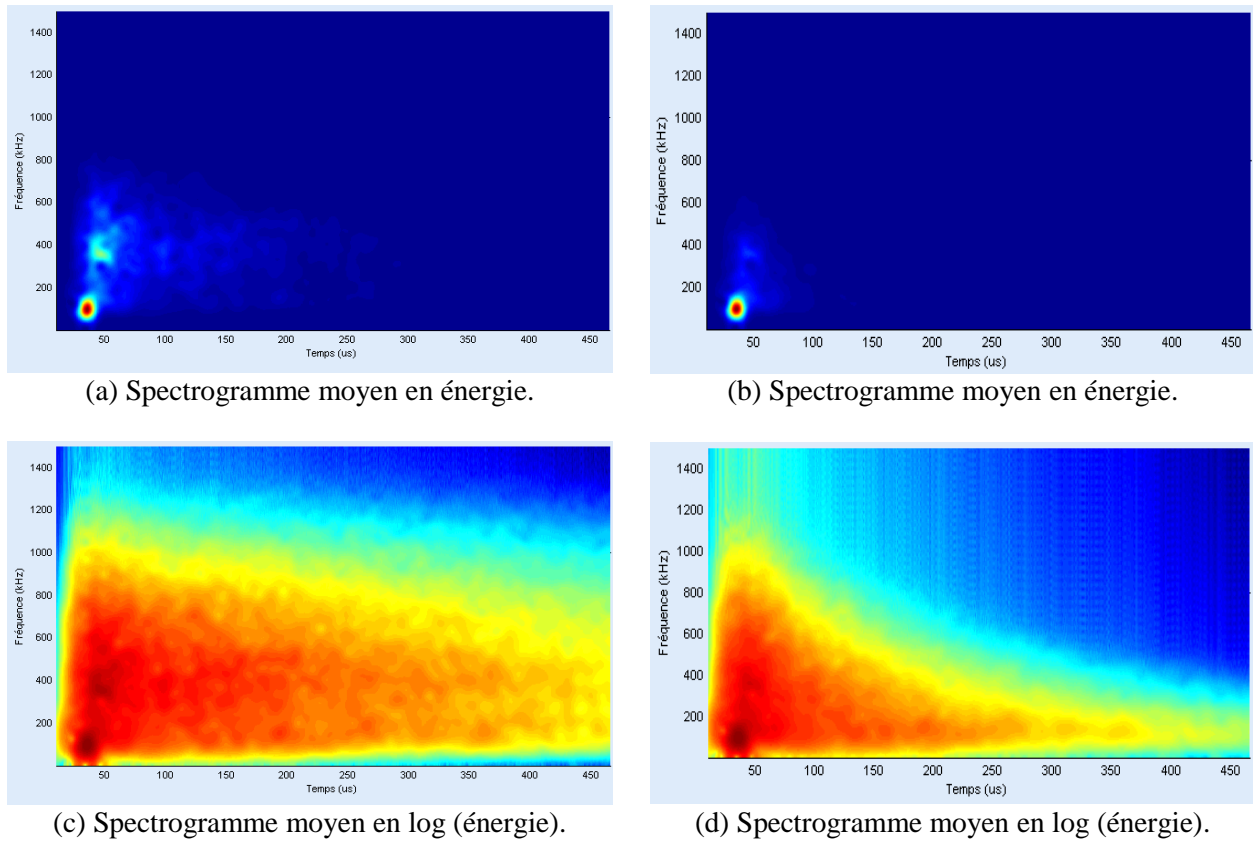 1400
1200
1000
800
600
400
200
Fréquence (kHz)
50 100 150 200 250 300 350 400 450
Temps (us)
(a) Spectrogramme moyen en énergie.
1400
1200
1000
800
600
400
200
Fréquence (kHz)
50 100 150 200 250 300 350 400 450
Temps (us)
(b) Spectrogramme moyen en énergie.
1400
1200
1000
800
600
400
200
Fréquence (kHz)
50 100 150 200 250 300 350 400 450
Temps (us)
(c) Spectrogramme moyen en log (énergie).
1400
1200
1000
800
600
400
200
Fréquence (kHz)
50 100 150 200 250 300 350 400 450
Temps (us)
(d) Spectrogramme moyen en log (énergie).